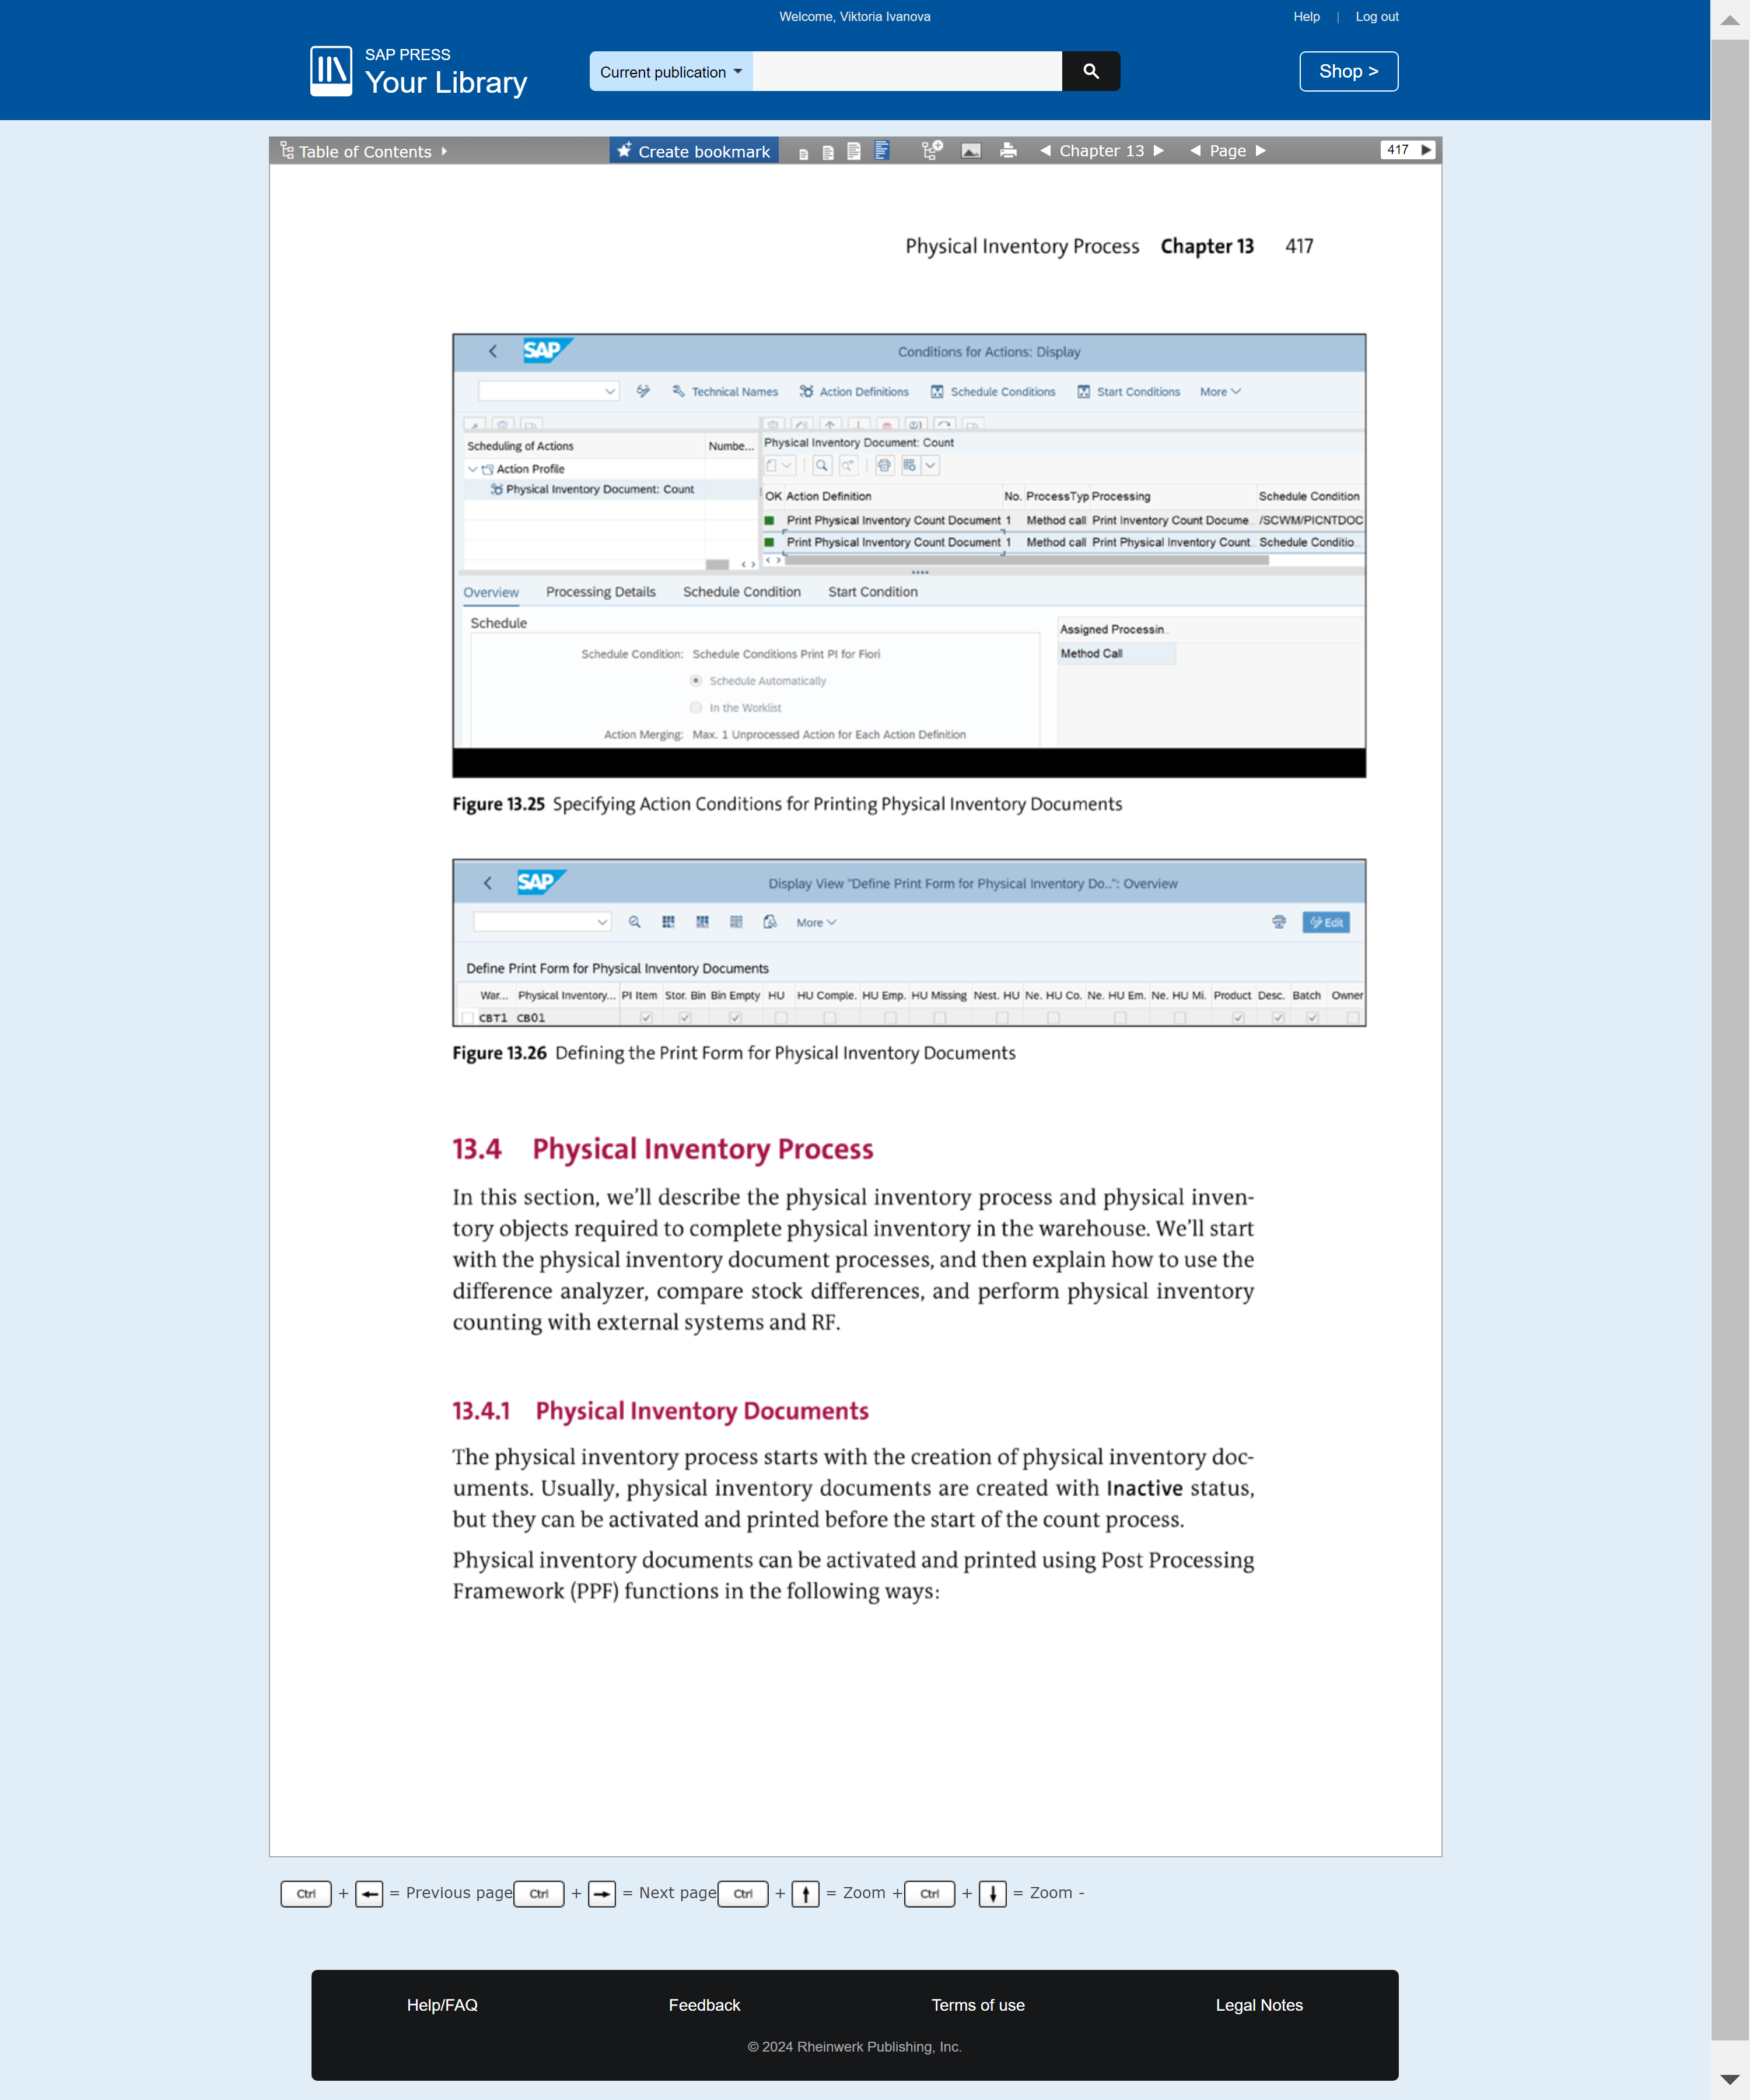 Welcome, Viktoria Ivanova
Help | Log out
SAP PRESS
Your Library
Current publication
Shop >
Table of Contents
Create bookmark
Chapter 13
Page
417
Physical Inventory Process Chapter 13 417
SAP
Conditions for Actions: Display
Technical Names Action Definitions Schedule Conditions Start Conditions More
Scheduling of Actions Numbe...
Action Profile
Physical Inventory Document: Count
Physical Inventory Document: Count
OK Action Definition No. ProcessTyp Processing Schedule Condition
Print Physical Inventory Count Document 1 Method call Print Inventory Count Docume... /SCWM/PICNTDOC
Print Physical Inventory Count Document 1 Method call Print Physical Inventory Count... Schedule Conditio...
Overview Processing Details Schedule Condition Start Condition
Schedule
Schedule Condition: Schedule Conditions Print PI for Fiori
Schedule Automatically
In the Worklist
Action Merging: Max. 1 Unprocessed Action for Each Action Definition
Assigned Processin...
Method Call
Figure 13.25 Specifying Action Conditions for Printing Physical Inventory Documents
SAP
Display View "Define Print Form for Physical Inventory Do..": Overview
More
Edit
Define Print Form for Physical Inventory Documents
War... Physical Inventory... PI Item Stor. Bin Bin Empty HU HU Comple. HU Emp. HU Missing Nest. HU Ne. HU Co. Ne. HU Em. Ne. HU Mi. Product Desc. Batch Owner
CBT1 CB01
Figure 13.26 Defining the Print Form for Physical Inventory Documents
13.4 Physical Inventory Process
In this section, we'll describe the physical inventory process and physical inven-
tory objects required to complete physical inventory in the warehouse. We'll start
with the physical inventory document processes, and then explain how to use the
difference analyzer, compare stock differences, and perform physical inventory
counting with external systems and RF.
13.4.1 Physical Inventory Documents
The physical inventory process starts with the creation of physical inventory doc-
uments. Usually, physical inventory documents are created with Inactive status,
but they can be activated and printed before the start of the count process.
Physical inventory documents can be activated and printed using Post Processing
Framework (PPF) functions in the following ways:
Ctrl + ← = Previous page Ctrl + → = Next page Ctrl + ↑ = Zoom + Ctrl + ↓ = Zoom -
Help/FAQ Feedback Terms of use Legal Notes
© 2024 Rheinwerk Publishing, Inc.